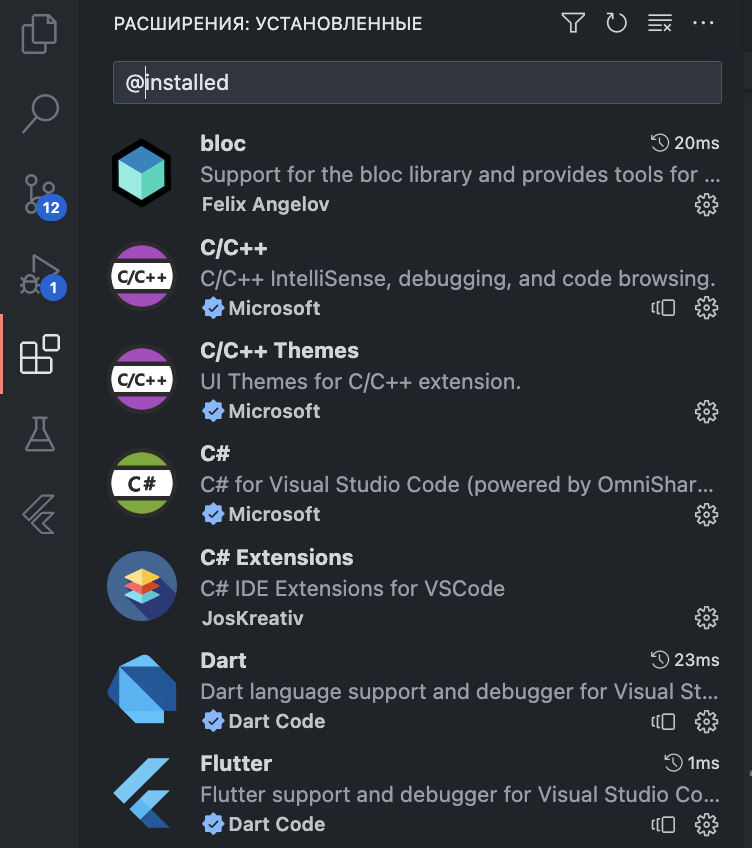 РАСШИРЕНИЯ: УСТАНОВЛЕННЫЕ
@installed
bloc 20ms
Support for the bloc library and provides tools for ...
Felix Angelov
12
C/C++
C/C++
C/C++ IntelliSense, debugging, and code browsing.
Microsoft
1
C/C++ Themes
C/C++
UI Themes for C/C++ extension.
Microsoft
C#
C#
C# for Visual Studio Code (powered by OmniShar...
Microsoft
C# Extensions
C# IDE Extensions for VSCode
JosKreativ
Dart 23ms
Dart language support and debugger for Visual St...
Dart Code
Flutter 1ms
Flutter support and debugger for Visual Studio Co...
Dart Code